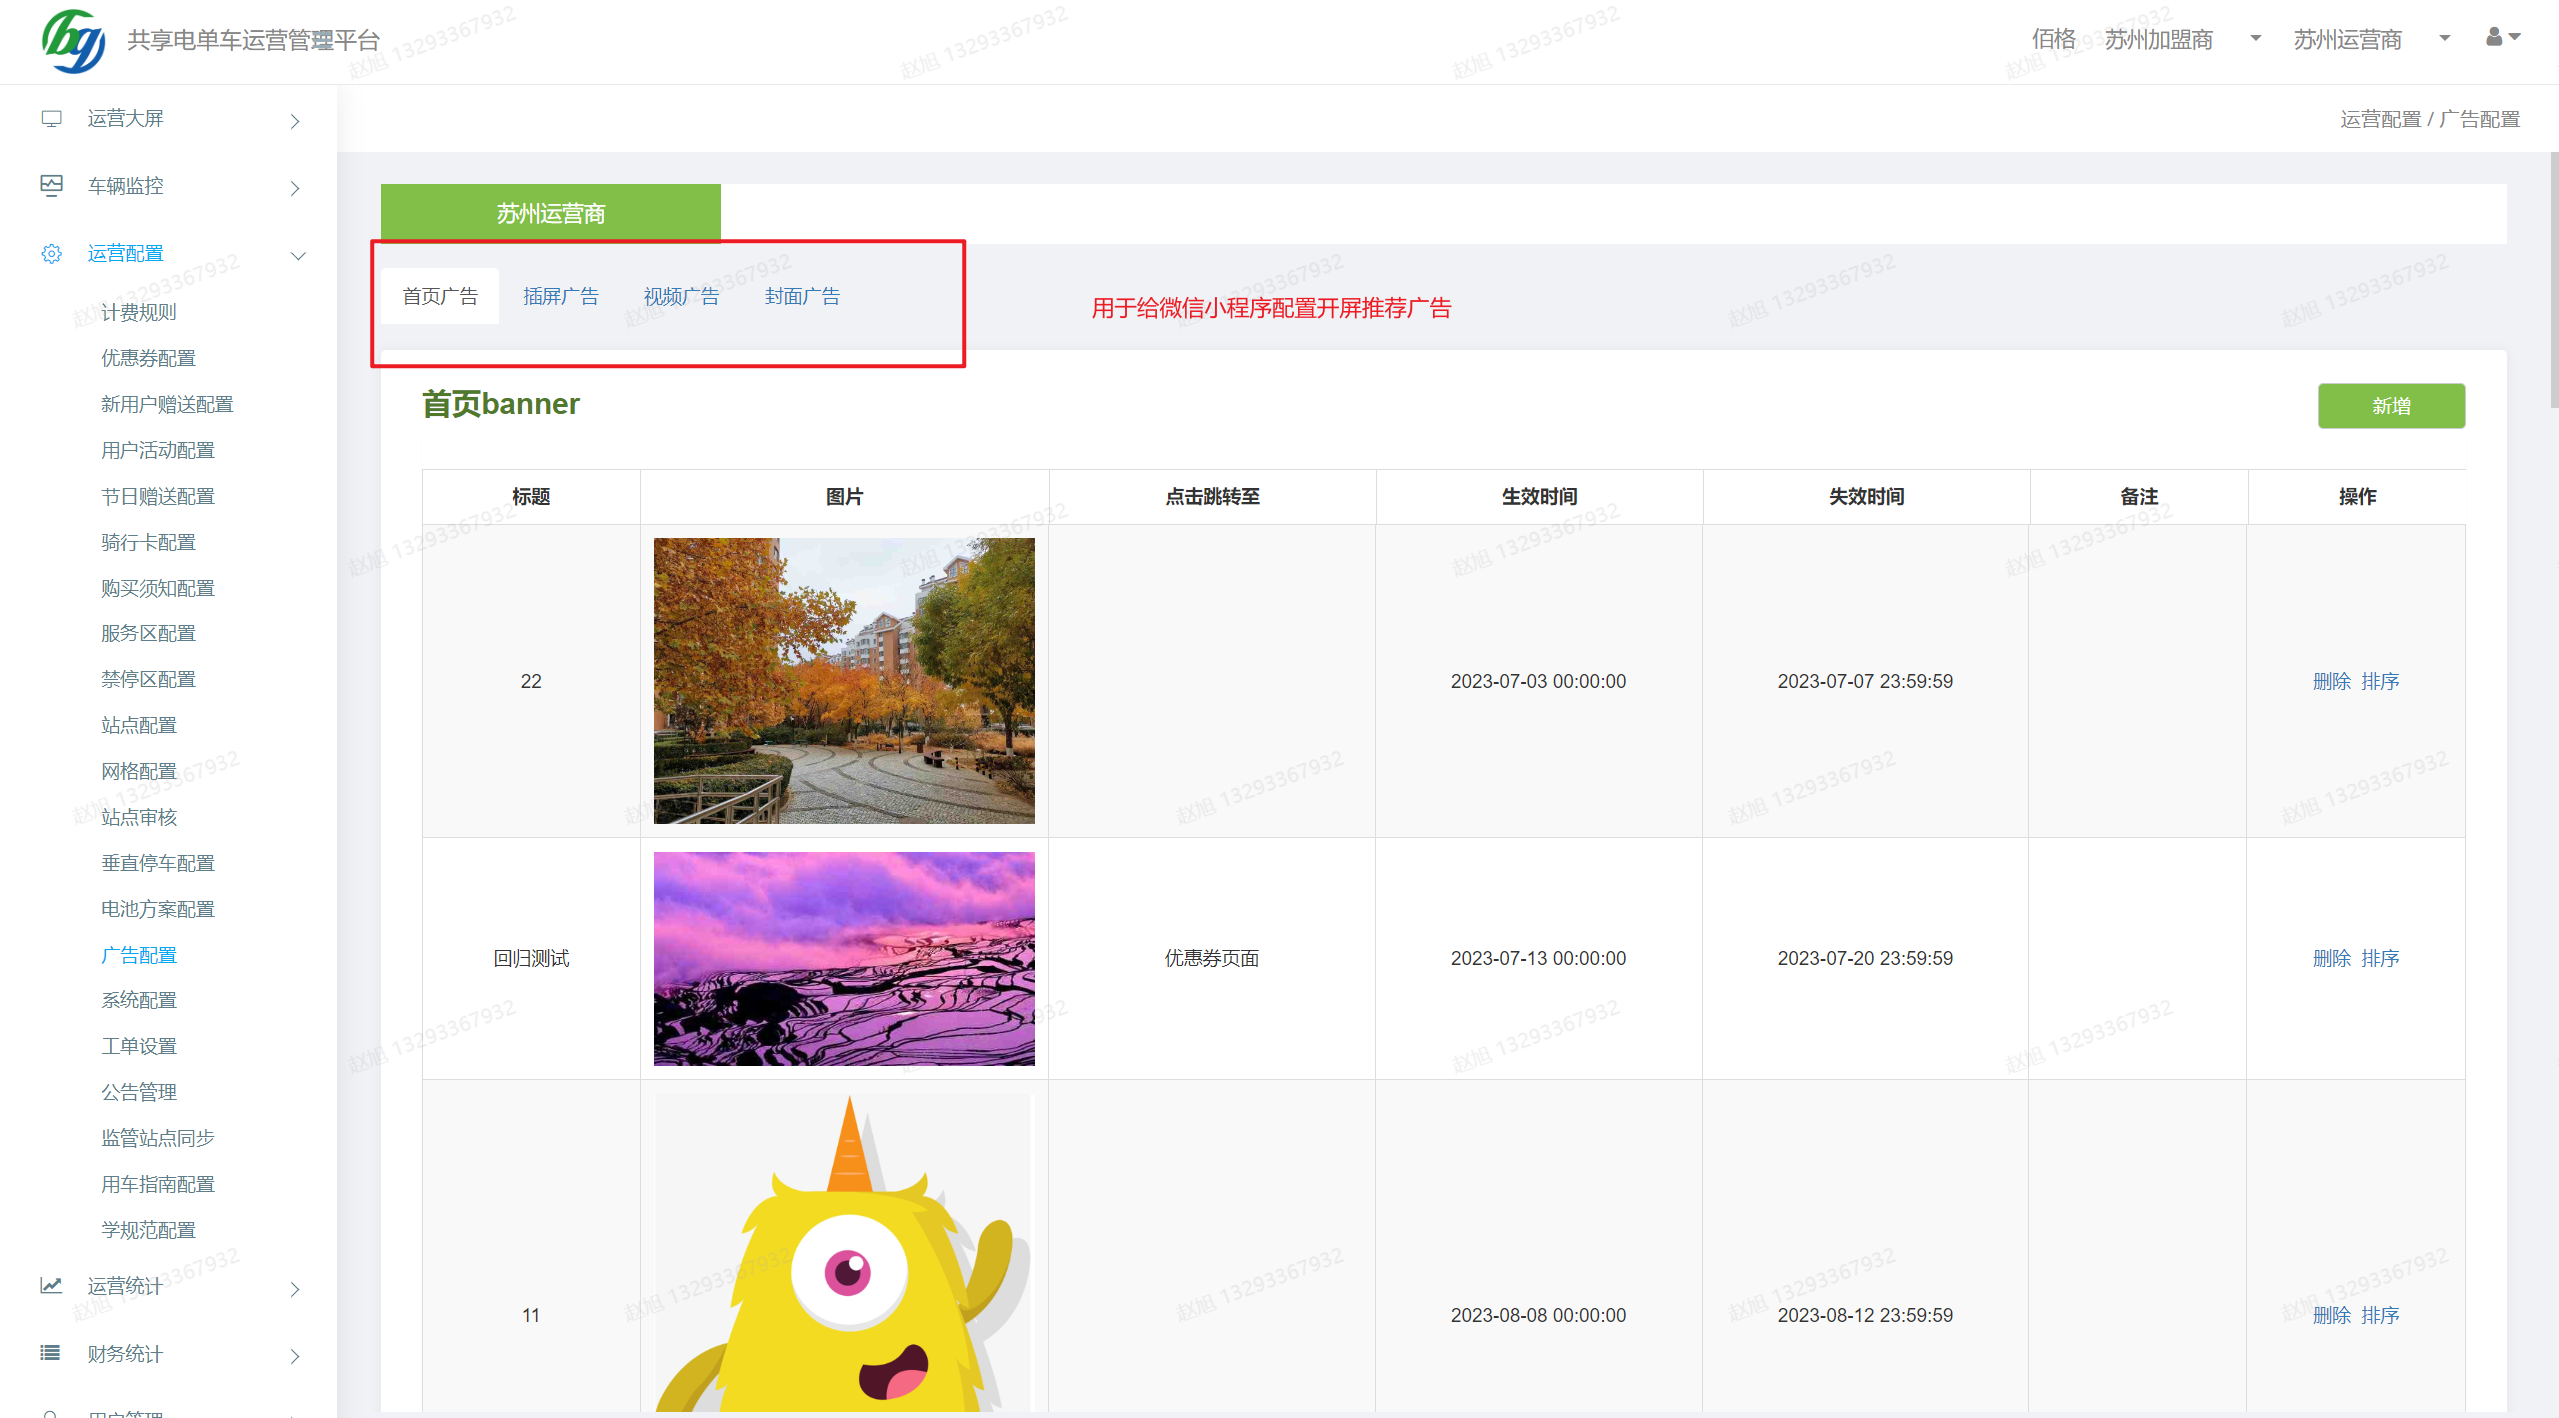 共享电单车运营管理平台
佰格 苏州加盟商 苏州运营商
运营大屏
运营配置 / 广告配置
车辆监控
苏州运营商
运营配置
首页广告 插屏广告 视频广告 封面广告
用于给微信小程序配置开屏推荐广告
计费规则
优惠券配置
新用户赠送配置
用户活动配置
节日赠送配置
骑行卡配置
购买须知配置
服务区配置
禁停区配置
站点配置
网格配置
站点审核
垂直停车配置
电池方案配置
广告配置
系统配置
工单设置
公告管理
监管站点同步
用车指南配置
学规范配置
运营统计
财务统计
用户管理
首页banner
新增
标题 图片 点击跳转至 生效时间 失效时间 备注 操作
22 2023-07-03 00:00:00 2023-07-07 23:59:59 删除 排序
回归测试 优惠券页面 2023-07-13 00:00:00 2023-07-20 23:59:59 删除 排序
11 2023-08-08 00:00:00 2023-08-12 23:59:59 删除 排序
赵旭 13293367932